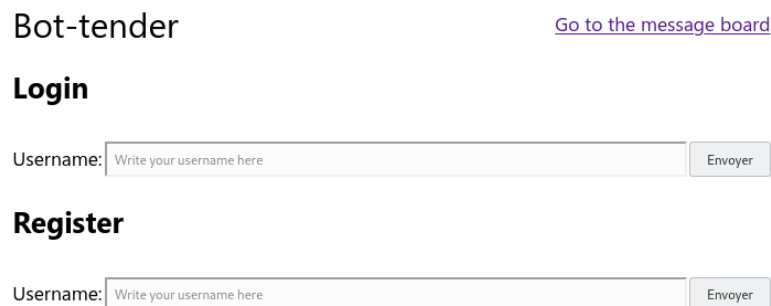 Bot-tender Go to the message board
Login
Username: Write your username here Envoyer
Register
Username: Write your username here Envoyer